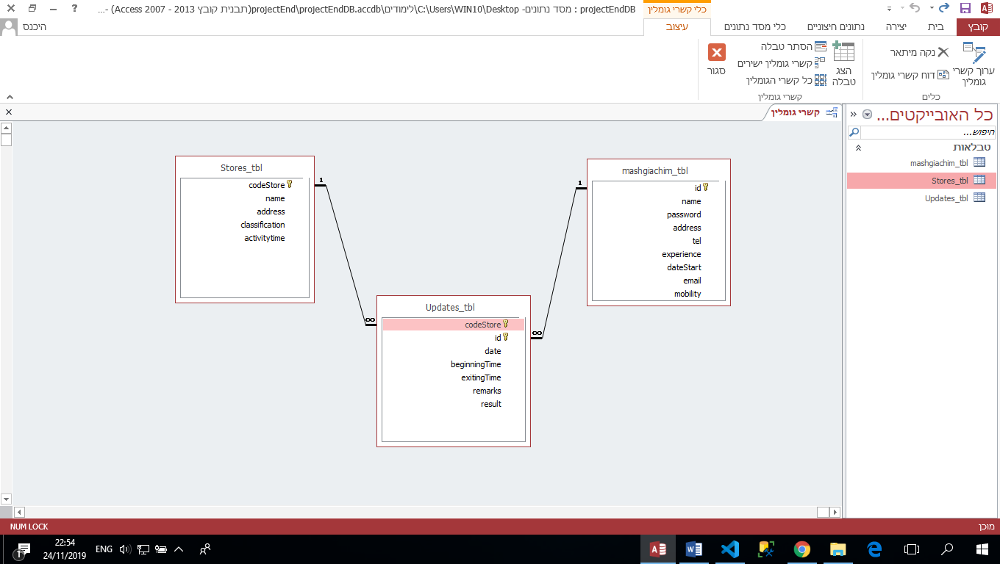 projectEndDB : מסד נתונים- C:\Users\WIN10\Desktop\לימודים\projectEnd\projectEndDB.accdb (תבנית קובץ Access 2007 - 2013) -...
כלי קשרי גומלין
?
קובץ
בית
יצירה
נתונים חיצוניים
כלי מסד נתונים
עיצוב
היכנס
ערוך קשרי גומלין
נקה מיתאר
דוח קשרי גומלין
כלים
הצג טבלה
הסתר טבלה
קשרי גומלין ישירים
כל קשרי הגומלין
קשרי גומלין
סגור
כל האובייקטים...
חיפוש...
טבלאות
mashgiachim_tbl
Stores_tbl
Updates_tbl
קשרי גומלין
mashgiachim_tbl
id
name
password
address
tel
experience
dateStart
email
mobility
1
∞
Stores_tbl
codeStore
name
address
classification
activitytime
1
∞
Updates_tbl
codeStore
id
date
beginningTime
exitingTime
remarks
result
מוכן
NUM LOCK
ENG
22:54
24/11/2019
1